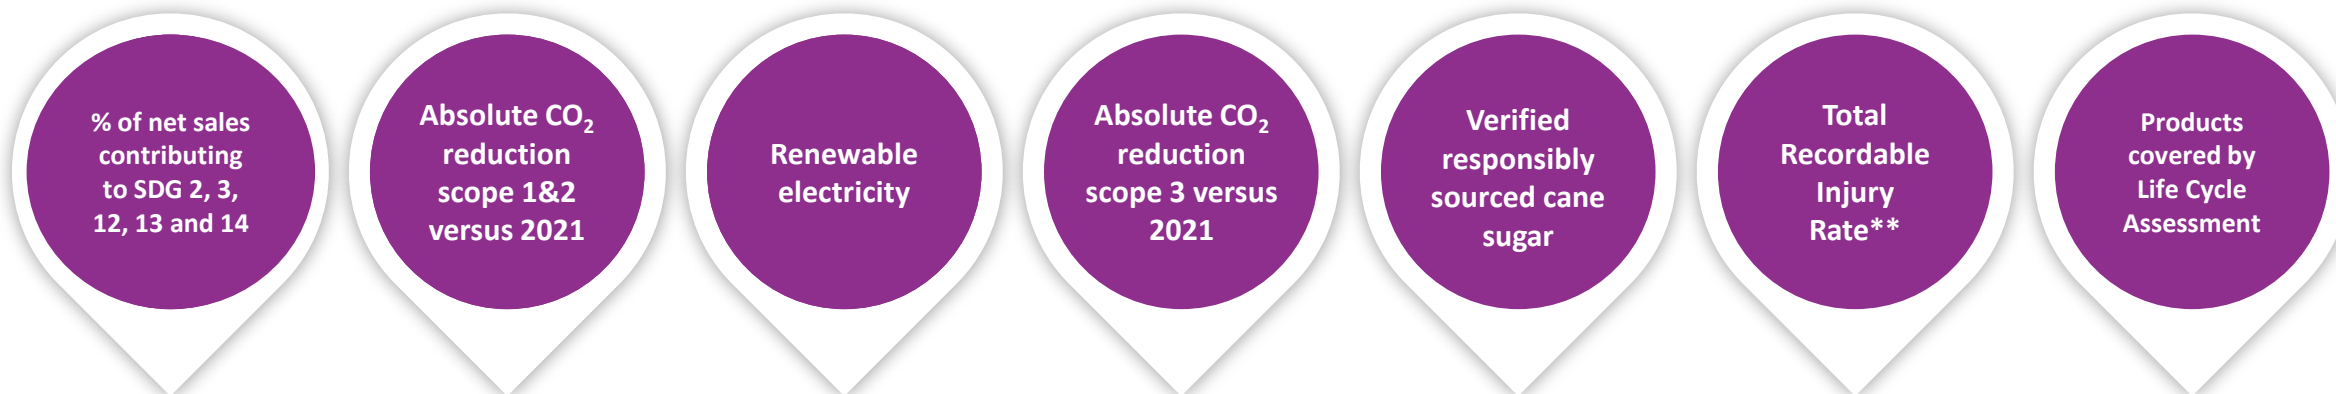 % of net sales
contributing
to SDG 2, 3,
12, 13 and 14
Absolute CO₂
reduction
scope 1&2
versus 2021
Renewable
electricity
Absolute CO₂
reduction
scope 3 versus
2021
Verified
responsibly
sourced cane
sugar
Total
Recordable
Injury
Rate**
Products
covered by
Life Cycle
Assessment